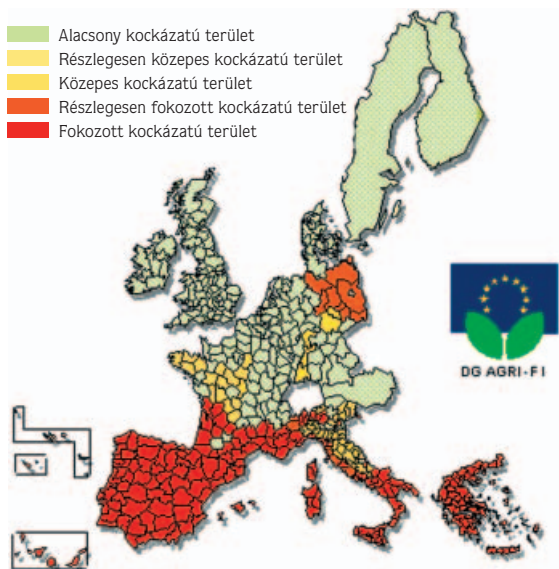 Alacsony kockázatú terület
Részlegesen közepes kockázatú terület
Közepes kockázatú terület
Részlegesen fokozott kockázatú terület
Fokozott kockázatú terület
DG AGRI-FI